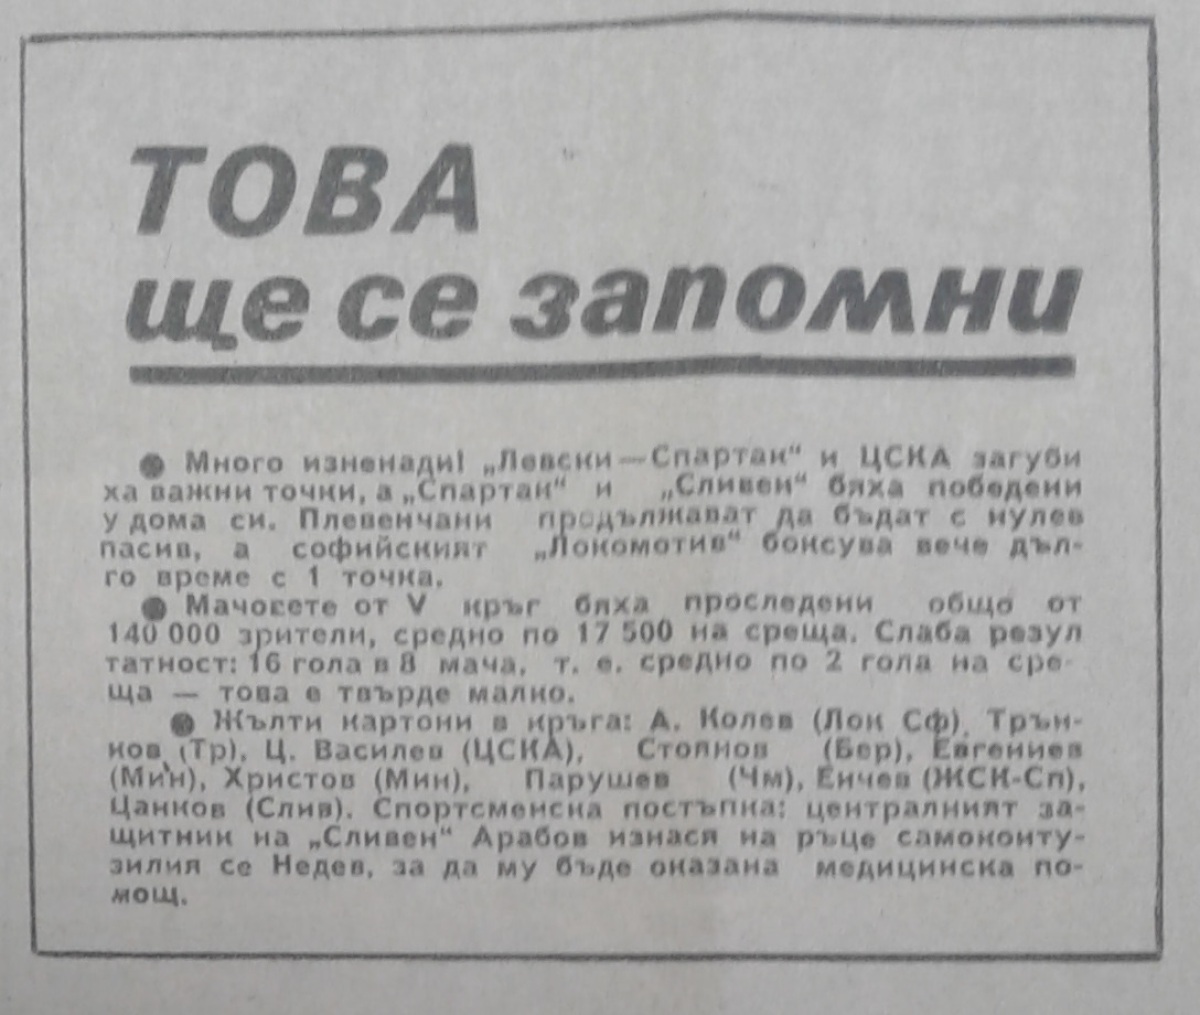 ТОВА
ще се запомни
● Много изненади! „Левски—Спартак“ и ЦСКА загуби
ха важни точки, а „Спартак“ и „Сливен“ бяха победени
у дома си. Плевенчани продължават да бъдат с нулев
пасив, а софийският „Локомотив“ боксува вече дъл-
го време с 1 точка.
● Мачовете от V кръг бяха проследени общо от
140 000 зрители, средно по 17 500 на среща. Слаба резул
татност: 16 гола в 8 мача, т. е. средно по 2 гола на сре-
ща — това е твърде малко.
● Жълти картони в кръга: А. Колев (Лок Сф), Трън-
ков (Тр), Ц. Василев (ЦСКА), Стоянов (Бер), Евгениев
(Мин), Христов (Мин), Парушев (Чм), Енчев (ЖСК-Сп),
Цанков (Слив). Спортсменска постъпка: централният за-
щитник на „Сливен“ Арабов изнася на ръце самоконту-
зилия се Недев, за да му бъде оказана медицинска по-
мощ.